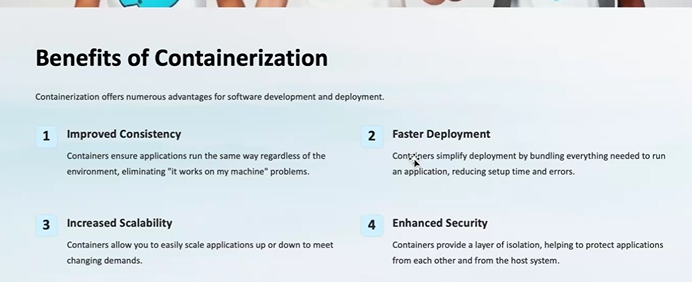 Benefits of Containerization
Containerization offers numerous advantages for software development and deployment.
1
Improved Consistency
Containers ensure applications run the same way regardless of the
environment, eliminating "it works on my machine" problems.
2
Faster Deployment
Containers simplify deployment by bundling everything needed to run
an application, reducing setup time and errors.
3
Increased Scalability
Containers allow you to easily scale applications up or down to meet
changing demands.
4
Enhanced Security
Containers provide a layer of isolation, helping to protect applications
from each other and from the host system.